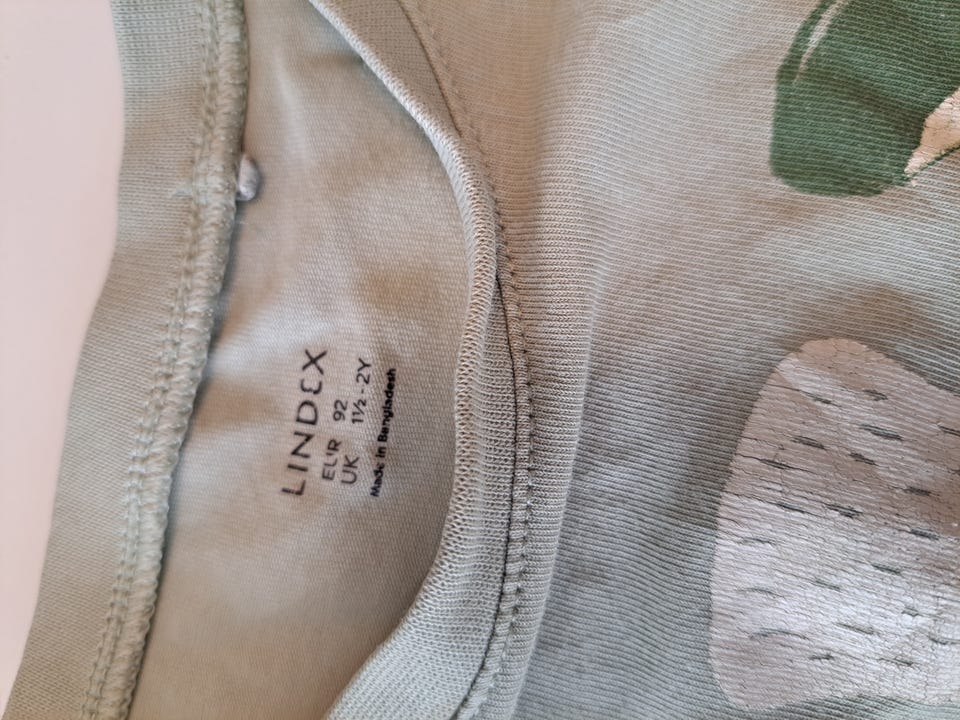 LINDEX
EUR 92
UK 1½-2Y
Made in Bangladesh